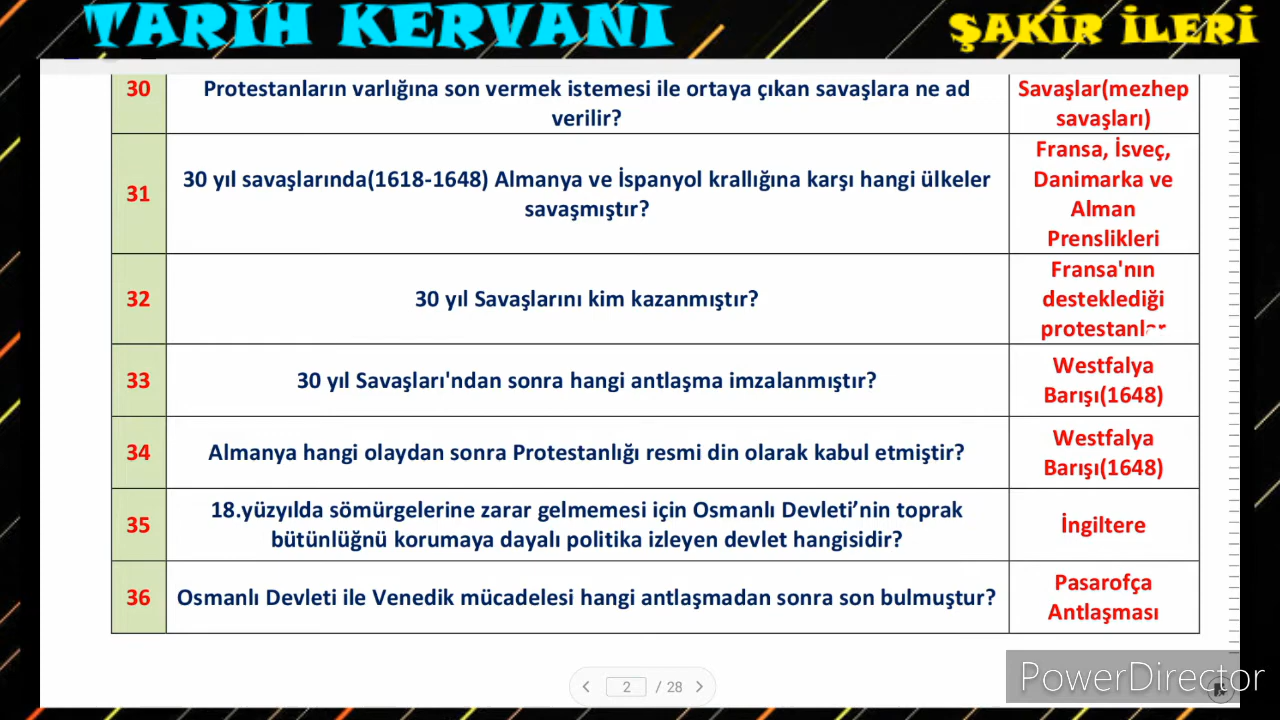 TARİH KERVANI
ŞAKİR İLERİ
30
Protestanların varlığına son vermek istemesi ile ortaya çıkan savaşlara ne ad
verilir?
Savaşlar(mezhep
savaşları)
31
30 yıl savaşlarında(1618-1648) Almanya ve İspanyol krallığına karşı hangi ülkeler
savaşmıştır?
Fransa, İsveç,
Danimarka ve
Alman
Prenslikleri
32
30 yıl Savaşlarını kim kazanmıştır?
Fransa'nın
desteklediği
protestanlar
33
30 yıl Savaşları'ndan sonra hangi antlaşma imzalanmıştır?
Westfalya
Barışı(1648)
34
Almanya hangi olaydan sonra Protestanlığı resmi din olarak kabul etmiştir?
Westfalya
Barışı(1648)
35
18.yüzyılda sömürgelerine zarar gelmemesi için Osmanlı Devleti’nin toprak
bütünlüğnü korumaya dayalı politika izleyen devlet hangisidir?
İngiltere
36
Osmanlı Devleti ile Venedik mücadelesi hangi antlaşmadan sonra son bulmuştur?
Pasarofça
Antlaşması
2 / 28
PowerDirector